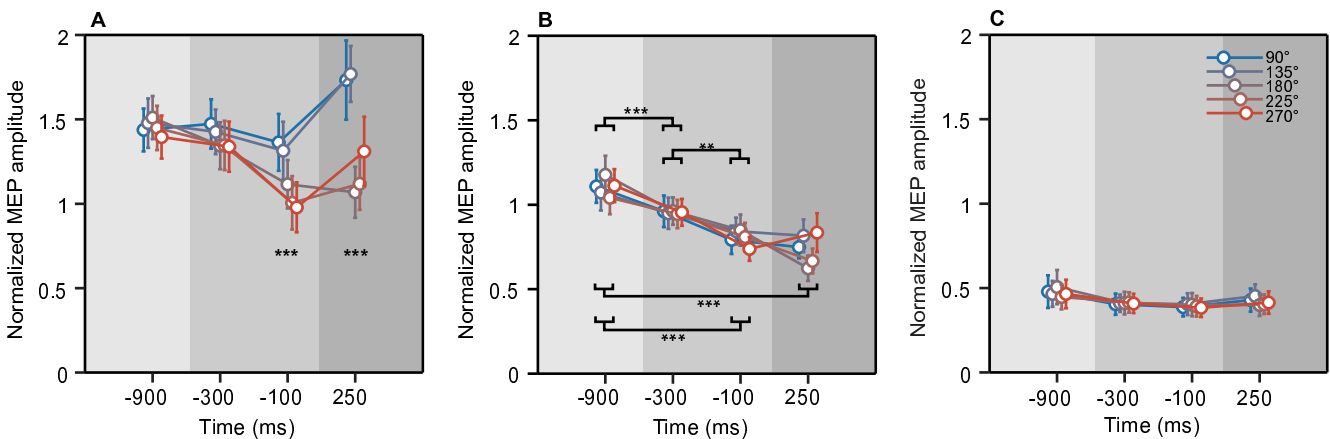 A
Normalized MEP amplitude
2
1.5
1
0.5
0
*** ***
-900 -300 -100 250
Time (ms)
B
Normalized MEP amplitude
2
1.5
1
0.5
0
***
**
***
***
-900 -300 -100 250
Time (ms)
C
Normalized MEP amplitude
2
1.5
1
0.5
0
90°
135°
180°
225°
270°
-900 -300 -100 250
Time (ms)